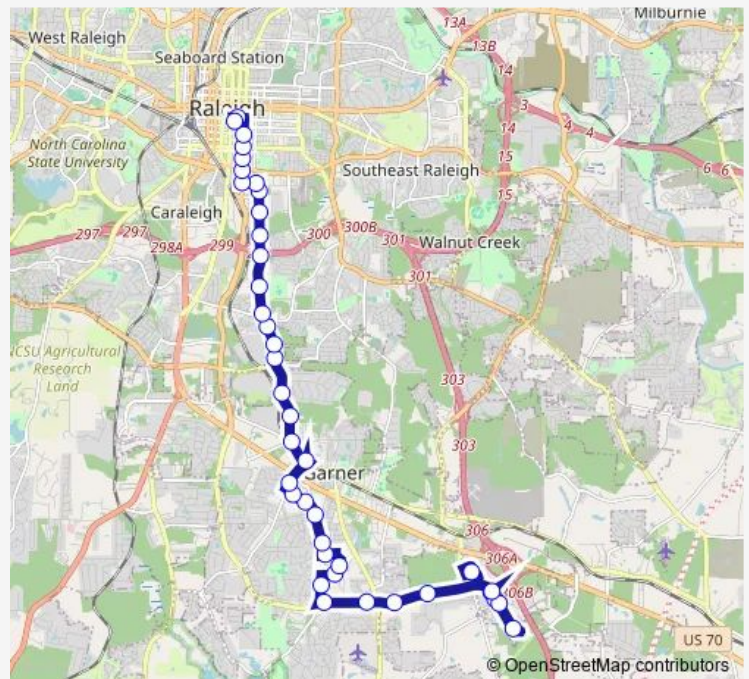 Milburnie
13A
West Raleigh
13B
Seaboard Station
14
Raleigh
3
14
4
4
North Carolina
State University
15
6
6
Southeast Raleigh
15
Caraleigh
297
297
298A
299
300
300B
301
Walnut Creek
301
NCSU Agricultural
Research
Land
303
303
Garner
306
306A
306B
US 70
© OpenStreetMap contributors